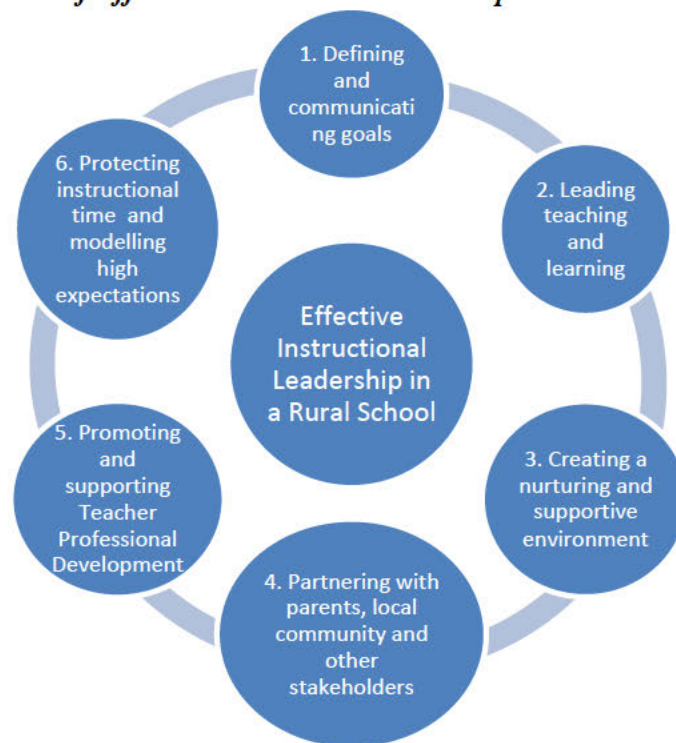 1. Defining
and
communicati
ng goals
2. Leading
teaching
and
learning
3. Creating a
nurturing and
supportive
environment
4. Partnering with
parents, local
community and
other
stakeholders
5. Promoting
and
supporting
Teacher
Professional
Development
6. Protecting
instructional
time and
modelling
high
expectations
Effective
Instructional
Leadership in
a Rural School